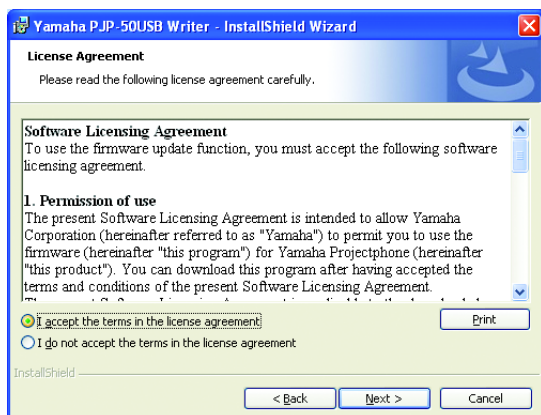 Yamaha PJP-50USB Writer - InstallShield Wizard
License Agreement
Please read the following license agreement carefully.
Software Licensing Agreement
To use the firmware update function, you must accept the following software
licensing agreement.
1. Permission of use
The present Software Licensing Agreement is intended to allow Yamaha
Corporation (hereinafter referred to as "Yamaha") to permit you to use the
firmware (hereinafter "this program") for Yamaha Projectphone (hereinafter
"this product"). You can download this program after having accepted the
terms and conditions of the present Software Licensing Agreement.
I accept the terms in the license agreement
Print
I do not accept the terms in the license agreement
InstallShield
< Back
Next >
Cancel